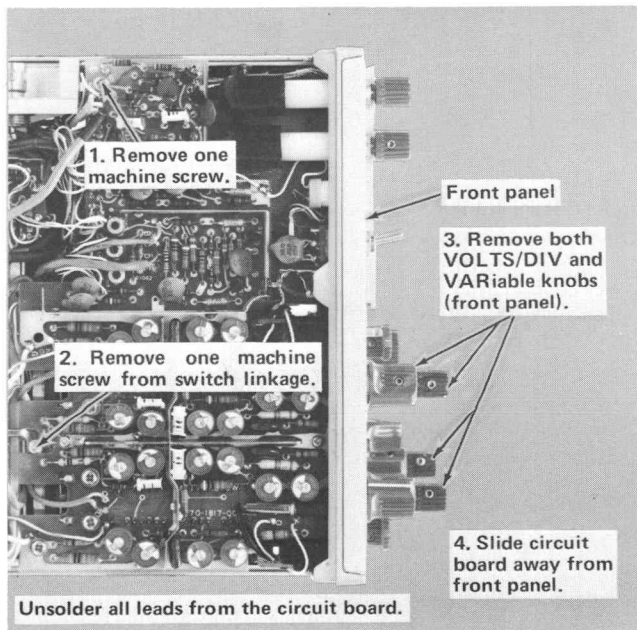 1. Remove one
machine screw.
Front panel
3. Remove both
VOLTS/DIV and
VARiable knobs
(front panel).
2. Remove one machine
screw from switch linkage.
4. Slide circuit
board away from
front panel.
Unsolder all leads from the circuit board.